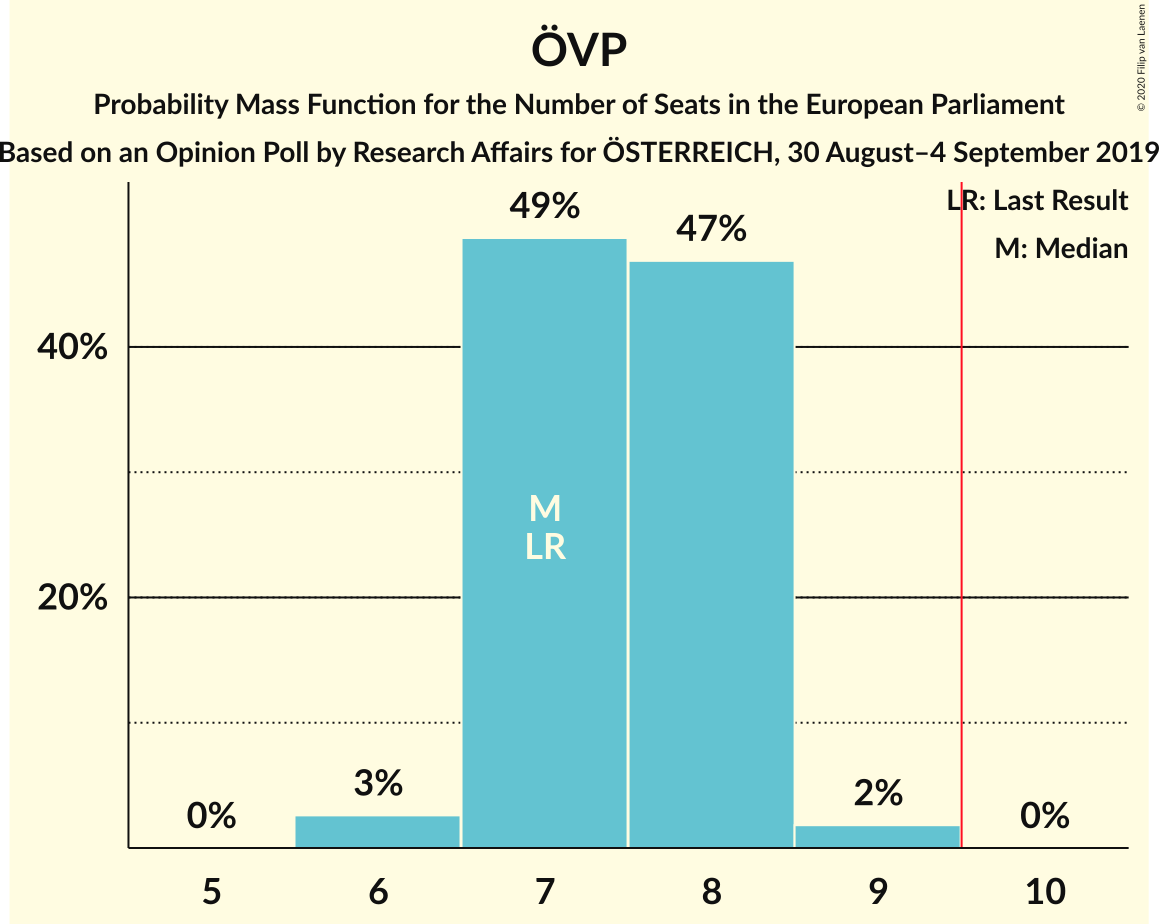 ÖVP
Probability Mass Function for the Number of Seats in the European Parliament
Based on an Opinion Poll by Research Affairs for ÖSTERREICH, 30 August–4 September 2019
© 2020 Filip van Laenen
LR: Last Result
M: Median
49%
47%
40%
M
LR
20%
3%
2%
0%
0%
5
6
7
8
9
10